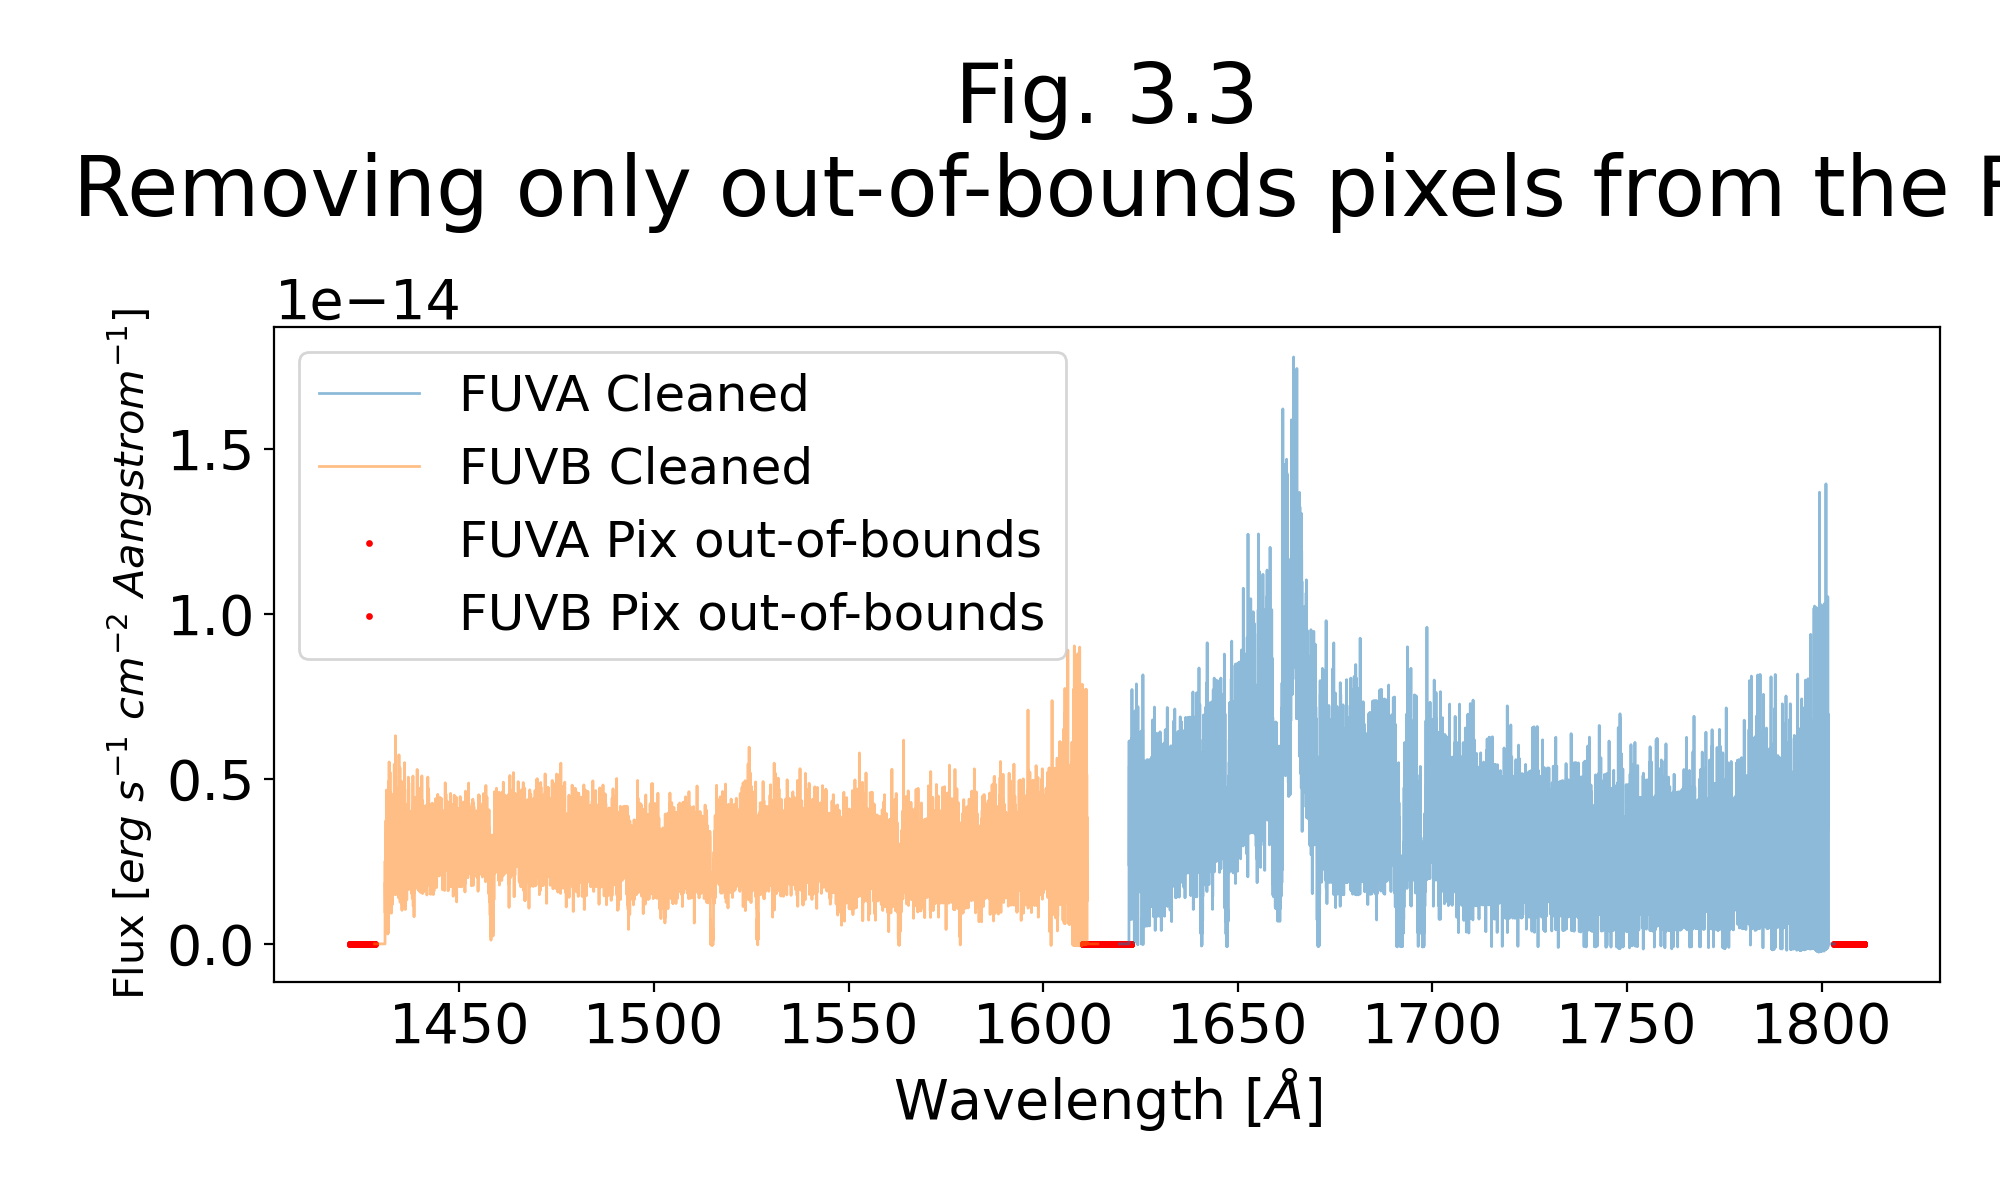 Fig. 3.3
Removing only out-of-bounds pixels from the
1e−14
FUVA Cleaned
FUVB Cleaned
FUVA Pix out-of-bounds
FUVB Pix out-of-bounds
Flux [erg s⁻¹ cm⁻² Aangstrom⁻¹]
1.5
1.0
0.5
0.0
1450 1500 1550 1600 1650 1700 1750 1800
Wavelength [Å]